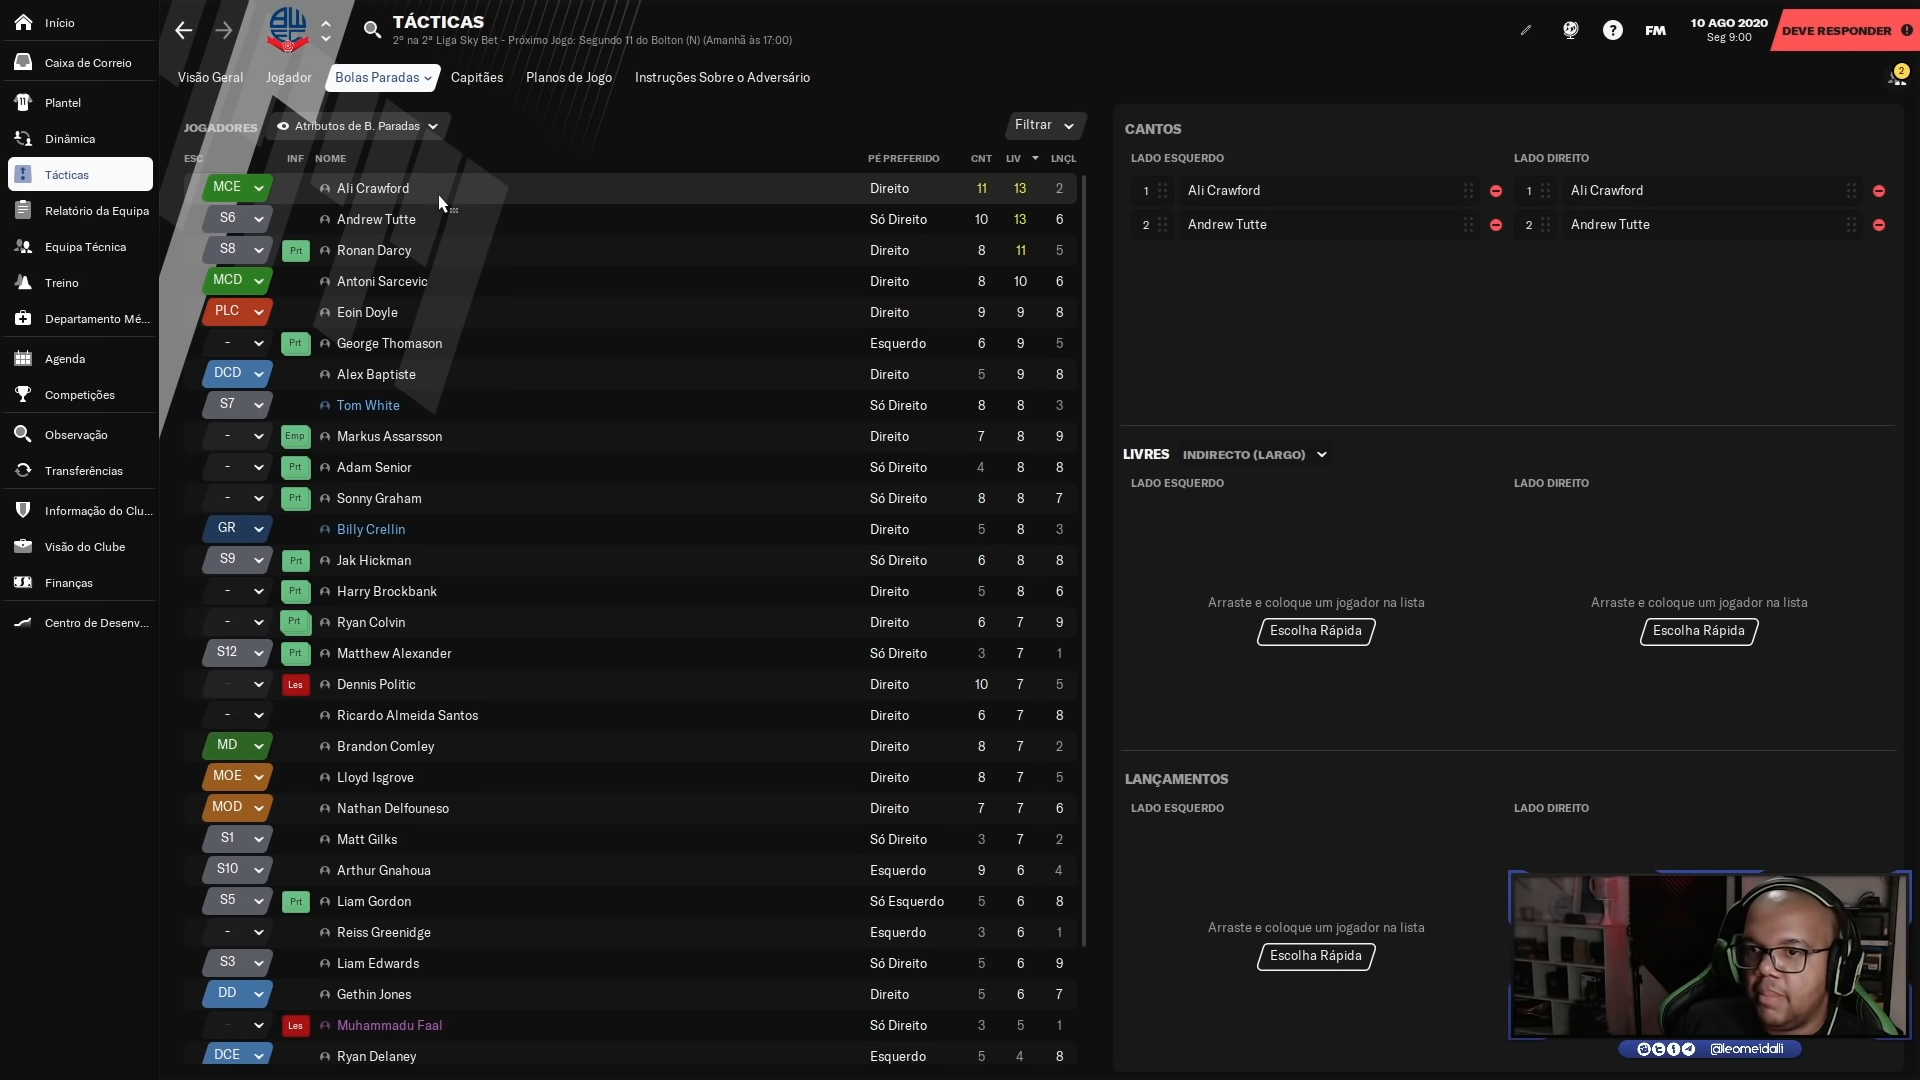 Início
Caixa de Correio
Plantel
Dinâmica
Tácticas
Relatório da Equipa
Equipa Técnica
Treino
Departamento Mé...
Agenda
Competições
Observação
Transferências
Informação do Clu...
Visão do Clube
Finanças
Centro de Desenv...
TÁCTICAS
2º na 2ª Liga Sky Bet - Próximo Jogo: Segundo 11 do Bolton (N) (Amanhã às 17:00)
FM
10 AGO 2020
Seg 9:00
DEVE RESPONDER
2
Visão Geral Jogador Bolas Paradas Capitães Planos de Jogo Instruções Sobre o Adversário
JOGADORES Atributos de B. Paradas Filtrar
ESC INF NOME PÉ PREFERIDO CNT LIV LNÇL
MCE Ali Crawford Direito 11 13 2
S6 Andrew Tutte Só Direito 10 13 6
S8 Prt Ronan Darcy Direito 8 11 5
MCD Antoni Sarcevic Direito 8 10 6
PLC Eoin Doyle Direito 9 9 8
- Prt George Thomason Esquerdo 6 9 5
DCD Alex Baptiste Direito 5 9 8
S7 Tom White Só Direito 8 8 3
- Emp Markus Assarsson Direito 7 8 9
- Prt Adam Senior Só Direito 4 8 8
- Prt Sonny Graham Só Direito 8 8 7
GR Billy Crellin Direito 5 8 3
S9 Prt Jak Hickman Só Direito 6 8 8
- Prt Harry Brockbank Direito 5 8 6
- Prt Ryan Colvin Direito 6 7 9
S12 Prt Matthew Alexander Só Direito 3 7 1
- Les Dennis Politic Direito 10 7 5
- Ricardo Almeida Santos Direito 6 7 8
MD Brandon Comley Direito 8 7 2
MOE Lloyd Isgrove Direito 8 7 5
MOD Nathan Delfouneso Direito 7 7 6
S1 Matt Gilks Só Direito 3 7 2
S10 Arthur Gnahoua Esquerdo 9 6 4
S5 Prt Liam Gordon Só Esquerdo 5 6 8
- Reiss Greenidge Esquerdo 3 6 1
S3 Liam Edwards Só Direito 5 6 9
DD Gethin Jones Direito 5 6 7
- Les Muhammadu Faal Só Direito 3 5 1
DCE Ryan Delaney Esquerdo 5 4 8
CANTOS
LADO ESQUERDO LADO DIREITO
1 Ali Crawford 1 Ali Crawford
2 Andrew Tutte 2 Andrew Tutte
LIVRES INDIRECTO (LARGO)
LADO ESQUERDO LADO DIREITO
Arraste e coloque um jogador na lista Arraste e coloque um jogador na lista
Escolha Rápida Escolha Rápida
LANÇAMENTOS
LADO ESQUERDO LADO DIREITO
Arraste e coloque um jogador na lista
Escolha Rápida
@leomeidalli